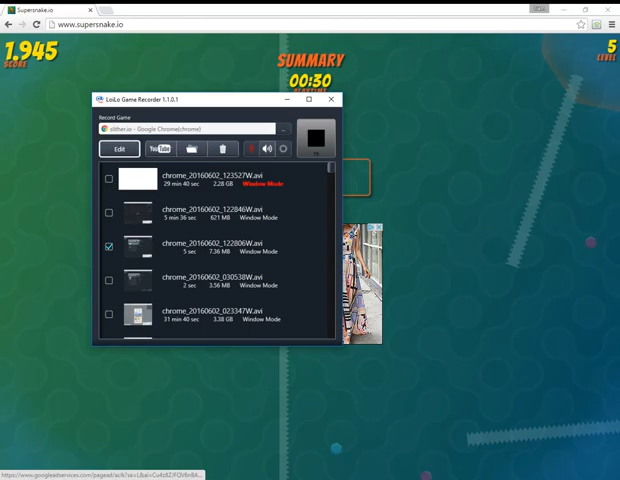 Supersnake.io
www.supersnake.io
1,945
SCORE
SUMMARY
00:30
PLAYTIME
5
LEVEL
LoiLo Game Recorder 1.1.0.1
Record Game
slither.io - Google Chrome(chrome)
...
Edit
YouTube
chrome_20160602_123527W.avi
29 min 40 sec 2.28 GB Window Mode
chrome_20160602_122846W.avi
5 min 36 sec 621 MB Window Mode
chrome_20160602_122806W.avi
5 sec 7.36 MB Window Mode
chrome_20160602_030538W.avi
2 sec 3.56 MB Window Mode
chrome_20160602_023347W.avi
31 min 40 sec 3.38 GB Window Mode